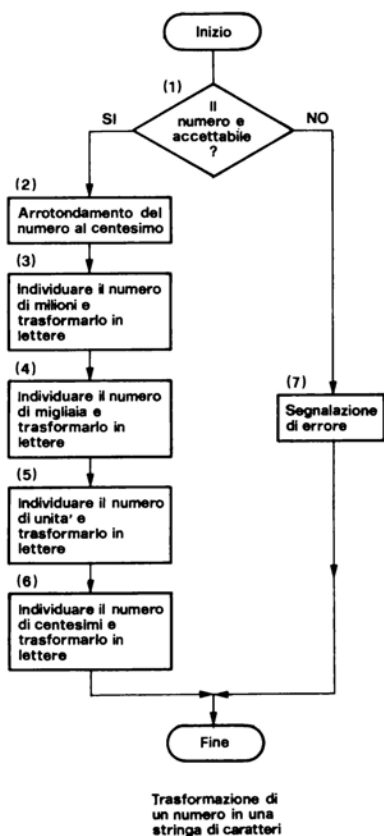 Inizio
(1)
Il
numero e
accettabile
?
SI
NO
(2)
Arrotondamento del
numero al centesimo
(3)
Individuare il numero
di milioni e
trasformarlo in
lettere
(4)
Individuare il numero
di migliaia e
trasformarlo in
lettere
(5)
Individuare il numero
di unita' e
trasformarlo in
lettere
(6)
Individuare il numero
di centesimi e
trasformarlo in
lettere
(7)
Segnalazione
di errore
Fine
Trasformazione di
un numero in una
stringa di caratteri